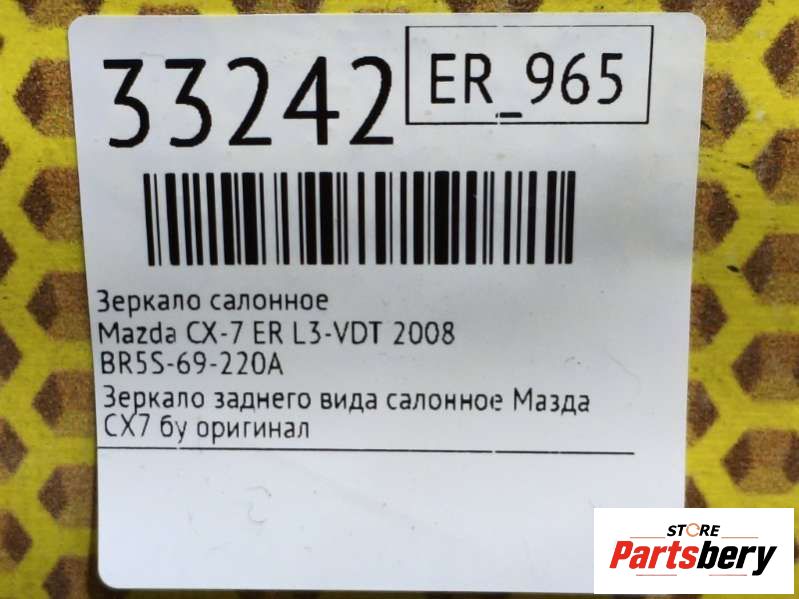 33242
ER_965
Зеркало салонное
Mazda CX-7 ER L3-VDT 2008
BR5S-69-220A
Зеркало заднего вида салонное Мазда
CX7 бу оригинал
STORE
Partsbery